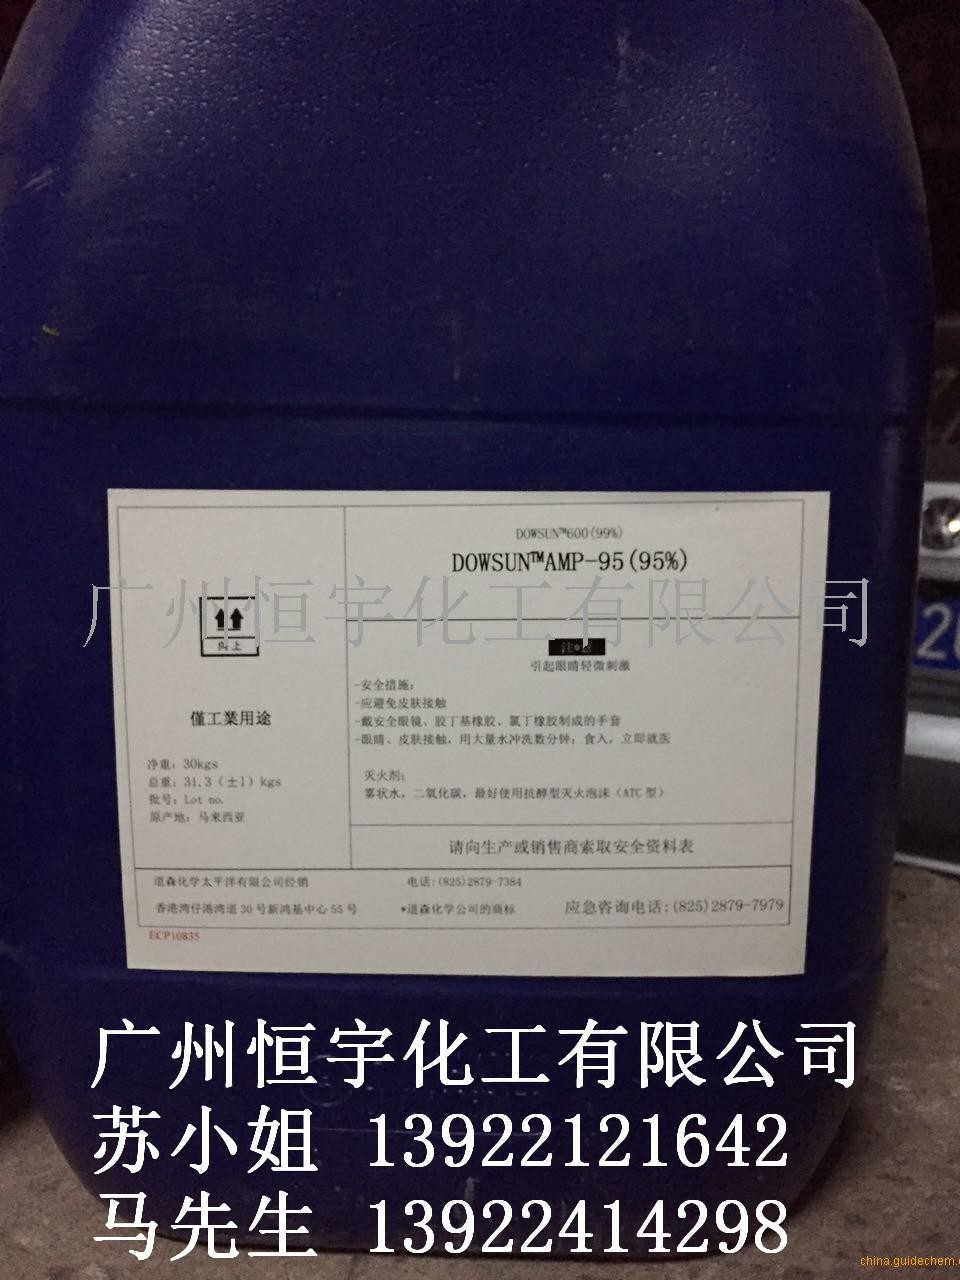 DOWSUN™600(99%)
DOWSUN™AMP-95(95%)
广州恒宇化工有限公司
向上
注意
引起眼睛轻微刺激
-安全措施:
-应避免皮肤接触
-戴安全眼镜、胶丁基橡胶、氯丁橡胶制成的手套
-眼睛、皮肤接触，用大量水冲洗数分钟；食入，立即就医
僅工業用途
净重: 30kgs
总重: 31.3 (±1) kgs
批号: Lot no.
原产地: 马来西亚
灭火剂:
雾状水，二氧化碳，最好使用抗醇型灭火泡沫(ATC 型)
请向生产或销售商索取安全资料表
道森化学太平洋有限公司经销
电话:(825)2879-7384
香港湾仔港湾道 30 号新鸿基中心 55 号
*道森化学公司的商标
应急咨询电话:(825)2879-7979
ECP10835
广州恒宇化工有限公司
苏小姐 13922121642
马先生 13922414298
china.guidechem.com